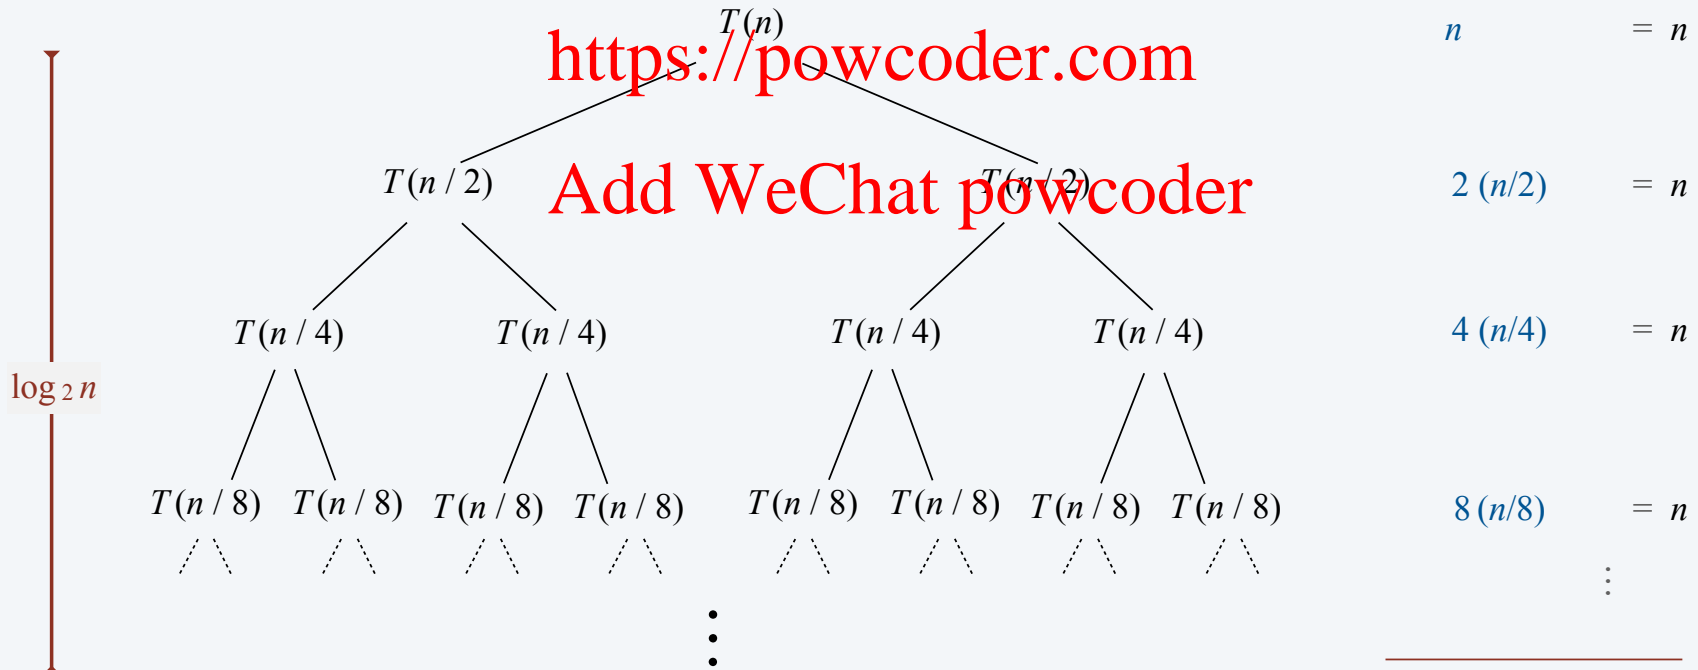 T(n) n = n
https://powcoder.com
T(n / 2) T(n / 2) 2 (n/2) = n
Add WeChat powcoder
T(n / 4) T(n / 4) T(n / 4) T(n / 4) 4 (n/4) = n
log 2 n
T(n / 8) T(n / 8) T(n / 8) T(n / 8) T(n / 8) T(n / 8) T(n / 8) T(n / 8) 8 (n/8) = n